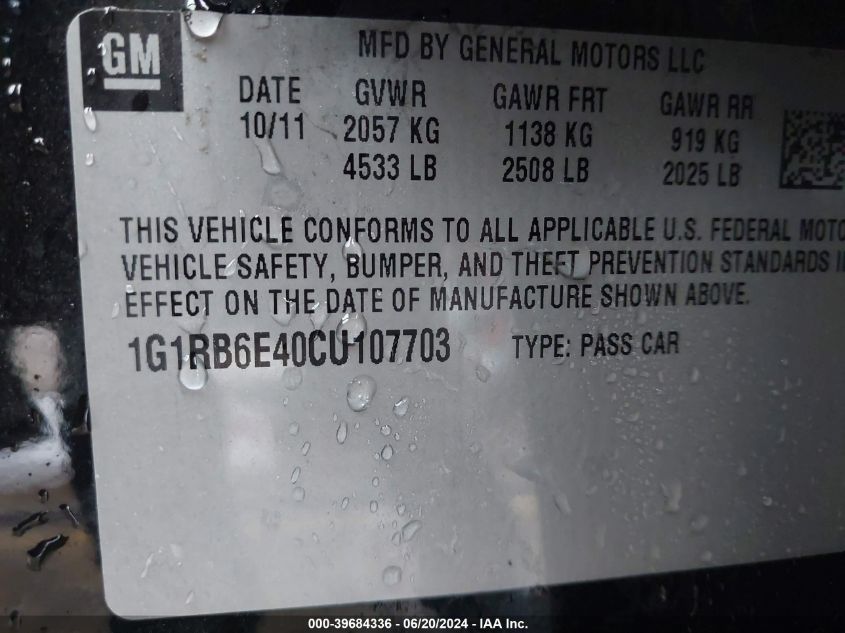 GM
MFD BY GENERAL MOTORS LLC
DATE GVWR GAWR FRT GAWR RR
10/11 2057 KG 1138 KG 919 KG
4533 LB 2508 LB 2025 LB
THIS VEHICLE CONFORMS TO ALL APPLICABLE U.S. FEDERAL MOTO
VEHICLE SAFETY, BUMPER, AND THEFT PREVENTION STANDARDS I
EFFECT ON THE DATE OF MANUFACTURE SHOWN ABOVE.
1G1RB6E40CU107703 TYPE: PASS CAR
000-39684336 - 06/20/2024 - IAA Inc.